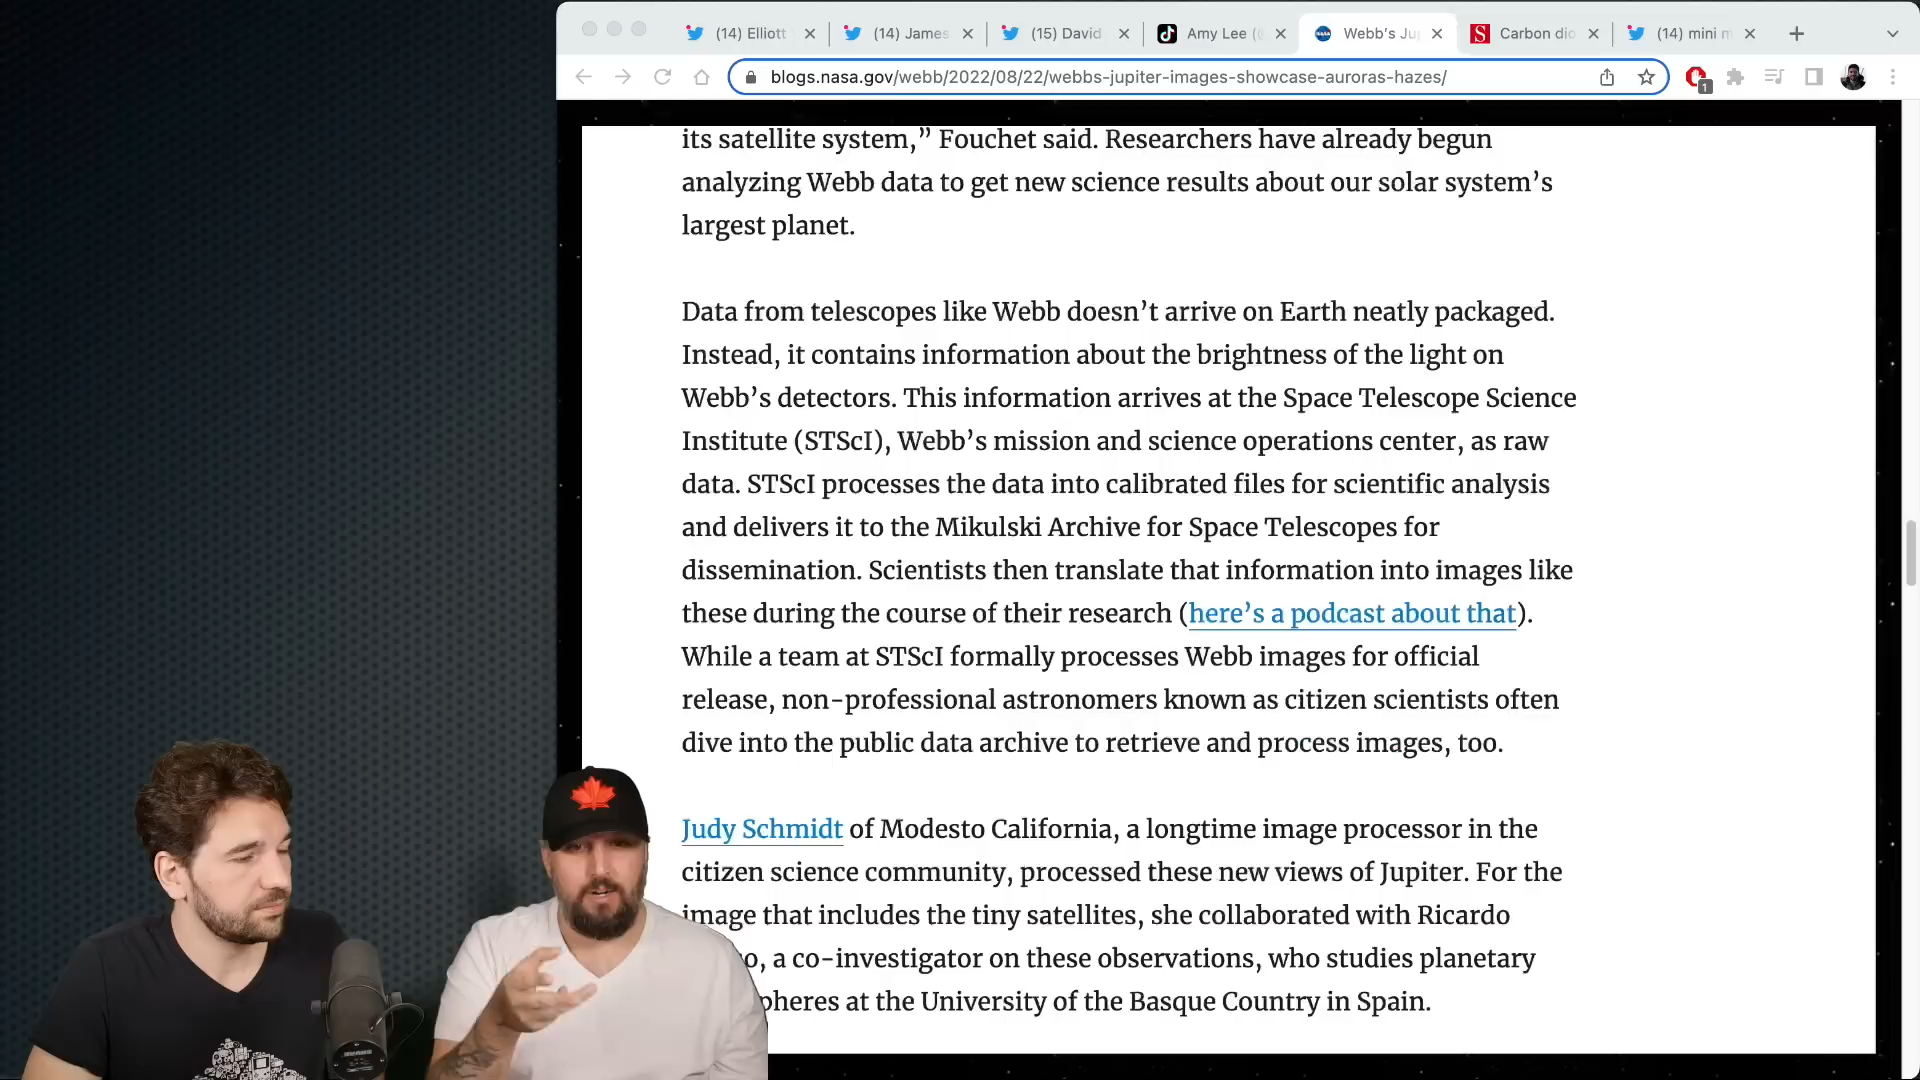 (14) Elliott
(14) James
(15) David
Amy Lee (
Webb's Ju
Carbon dio
(14) mini m
blogs.nasa.gov/webb/2022/08/22/webbs-jupiter-images-showcase-auroras-hazes/
1
its satellite system,” Fouchet said. Researchers have already begun
analyzing Webb data to get new science results about our solar system’s
largest planet.
Data from telescopes like Webb doesn’t arrive on Earth neatly packaged.
Instead, it contains information about the brightness of the light on
Webb’s detectors. This information arrives at the Space Telescope Science
Institute (STScI), Webb’s mission and science operations center, as raw
data. STScI processes the data into calibrated files for scientific analysis
and delivers it to the Mikulski Archive for Space Telescopes for
dissemination. Scientists then translate that information into images like
these during the course of their research (here’s a podcast about that).
While a team at STScI formally processes Webb images for official
release, non-professional astronomers known as citizen scientists often
dive into the public data archive to retrieve and process images, too.
Judy Schmidt of Modesto California, a longtime image processor in the
citizen science community, processed these new views of Jupiter. For the
image that includes the tiny satellites, she collaborated with Ricardo
o, a co-investigator on these observations, who studies planetary
pheres at the University of the Basque Country in Spain.